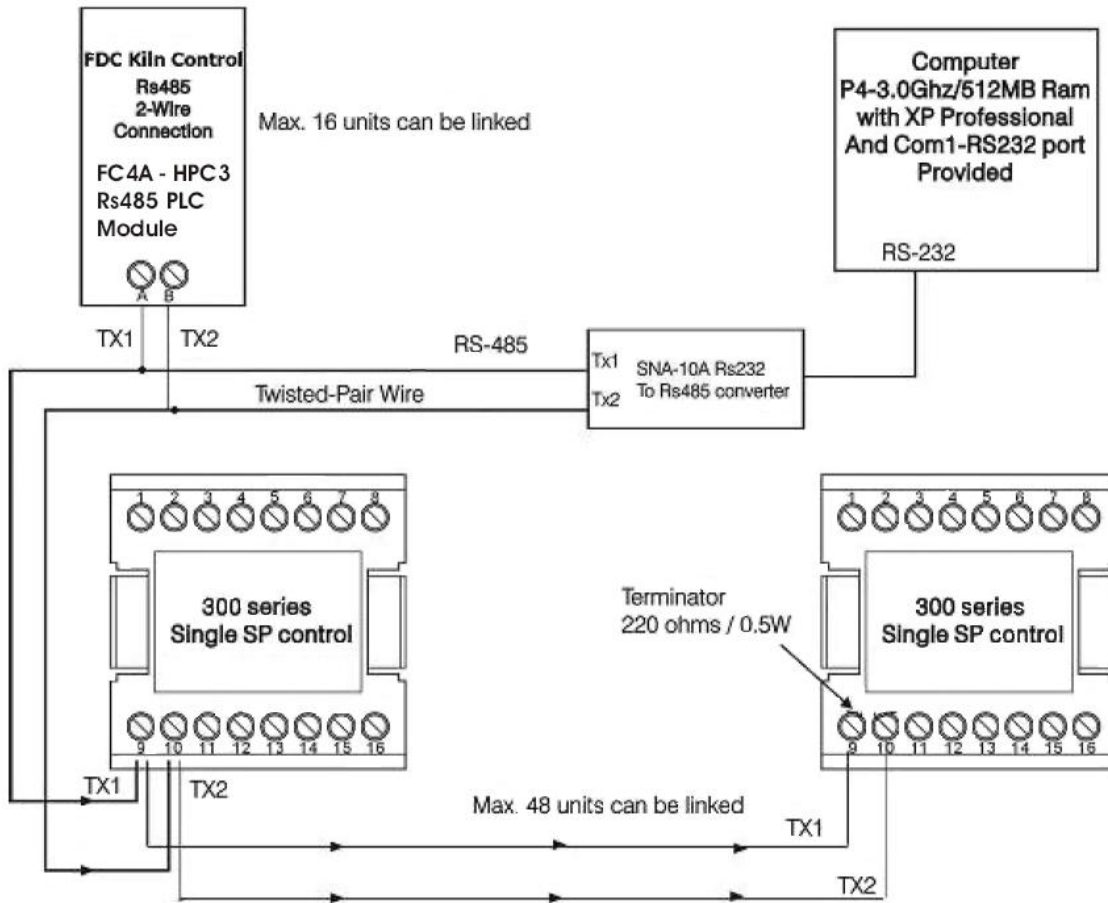 FDC Kiln Control
Rs485
2-Wire
Connection
FC4A - HPC3
Rs485 PLC
Module
A B
TX1 TX2
Max. 16 units can be linked
Computer
P4-3.0Ghz/512MB Ram
with XP Professional
And Com1-RS232 port
Provided
RS-232
RS-485
Twisted-Pair Wire
Tx1
Tx2
SNA-10A Rs232
To Rs485 converter
1 2 3 4 5 6 7 8
300 series
Single SP control
9 10 11 12 13 14 15 16
TX1 TX2
Terminator
220 ohms / 0.5W
1 2 3 4 5 6 7 8
300 series
Single SP control
9 10 11 12 13 14 15 16
Max. 48 units can be linked
TX1
TX2